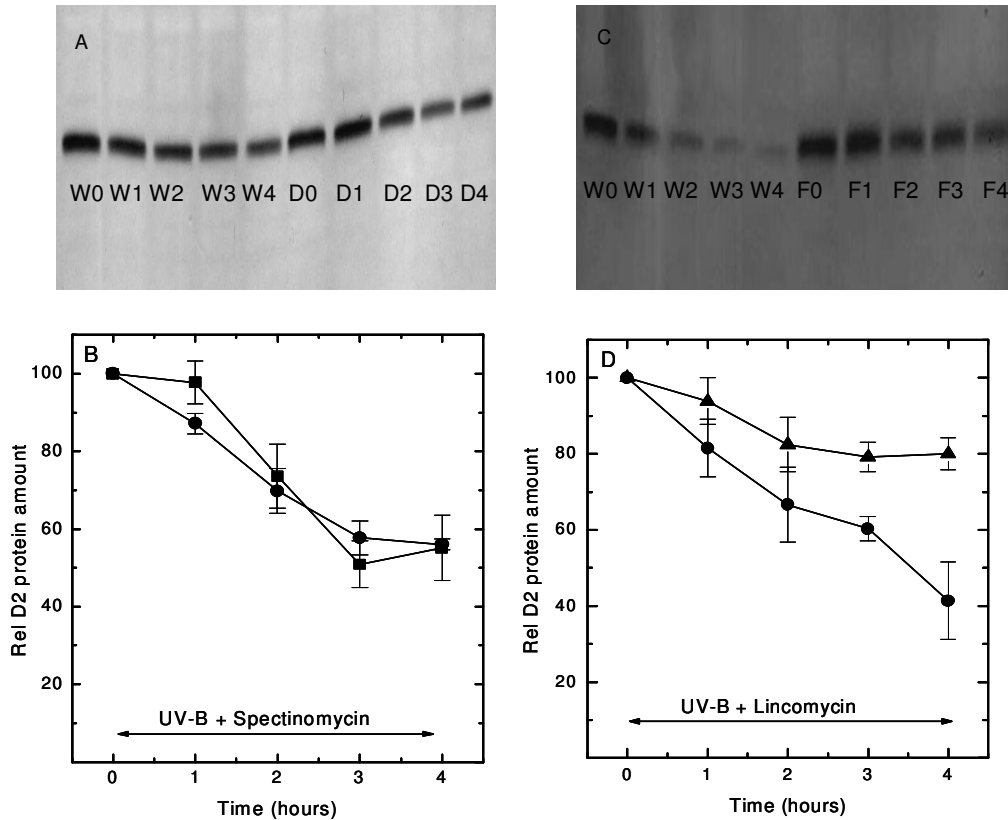 A
W0 W1 W2 W3 W4 D0 D1 D2 D3 D4
C
W0 W1 W2 W3 W4 F0 F1 F2 F3 F4
B
Rel D2 protein amount
100
80
60
40
20
UV-B + Spectinomycin
0 1 2 3 4
Time (hours)
D
Rel D2 protein amount
100
80
60
40
20
UV-B + Lincomycin
0 1 2 3 4
Time (hours)